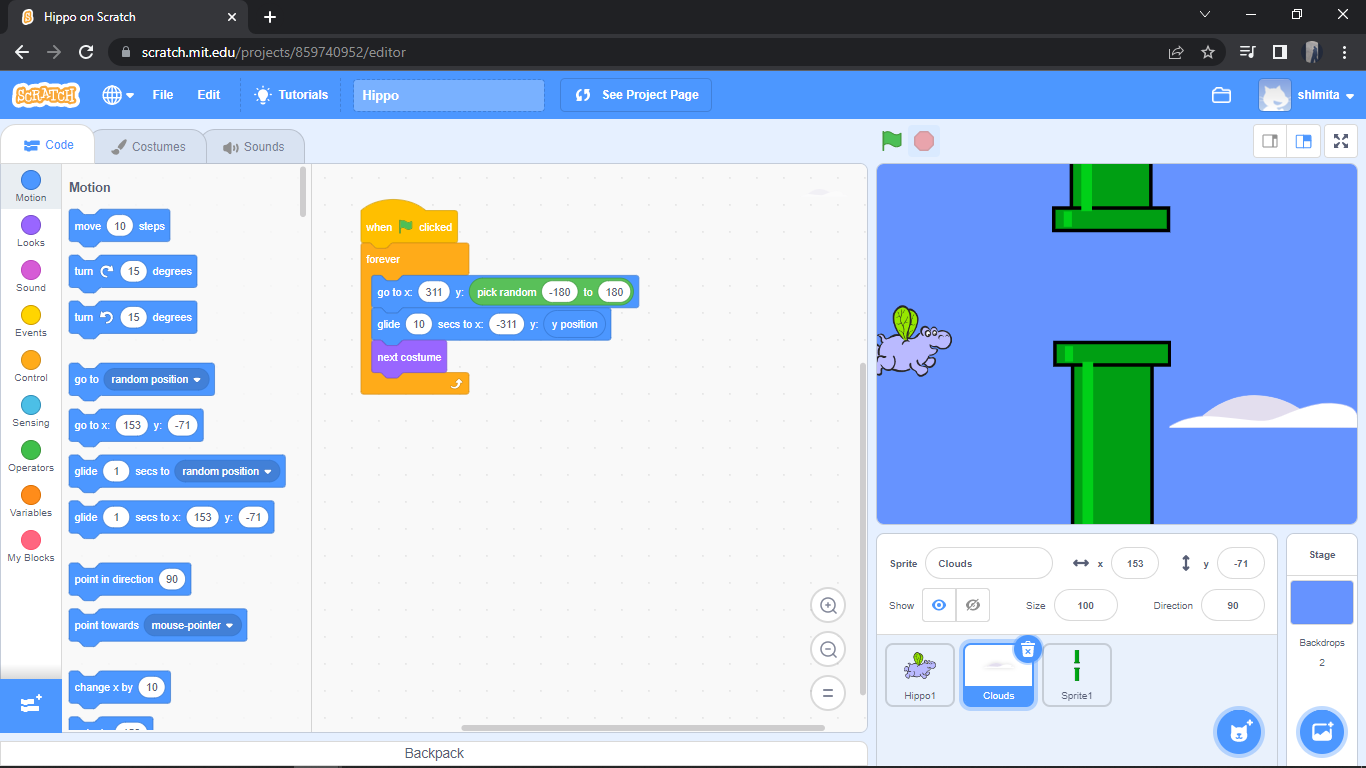 Hippo on Scratch
scratch.mit.edu/projects/859740952/editor
SCRATCH File Edit Tutorials Hippo See Project Page shlmita
Code Costumes Sounds
Motion
Looks
Sound
Events
Control
Sensing
Operators
Variables
My Blocks
Motion
move 10 steps
turn 15 degrees
turn 15 degrees
go to random position
go to x: 153 y: -71
glide 1 secs to random position
glide 1 secs to x: 153 y: -71
point in direction 90
point towards mouse-pointer
change x by 10
when clicked
forever
go to x: 311 y: pick random -180 to 180
glide 10 secs to x: -311 y: y position
next costume
Sprite Clouds x 153 y -71
Show Size 100 Direction 90
Hippo1 Clouds Sprite1
Stage
Backdrops
2
Backpack